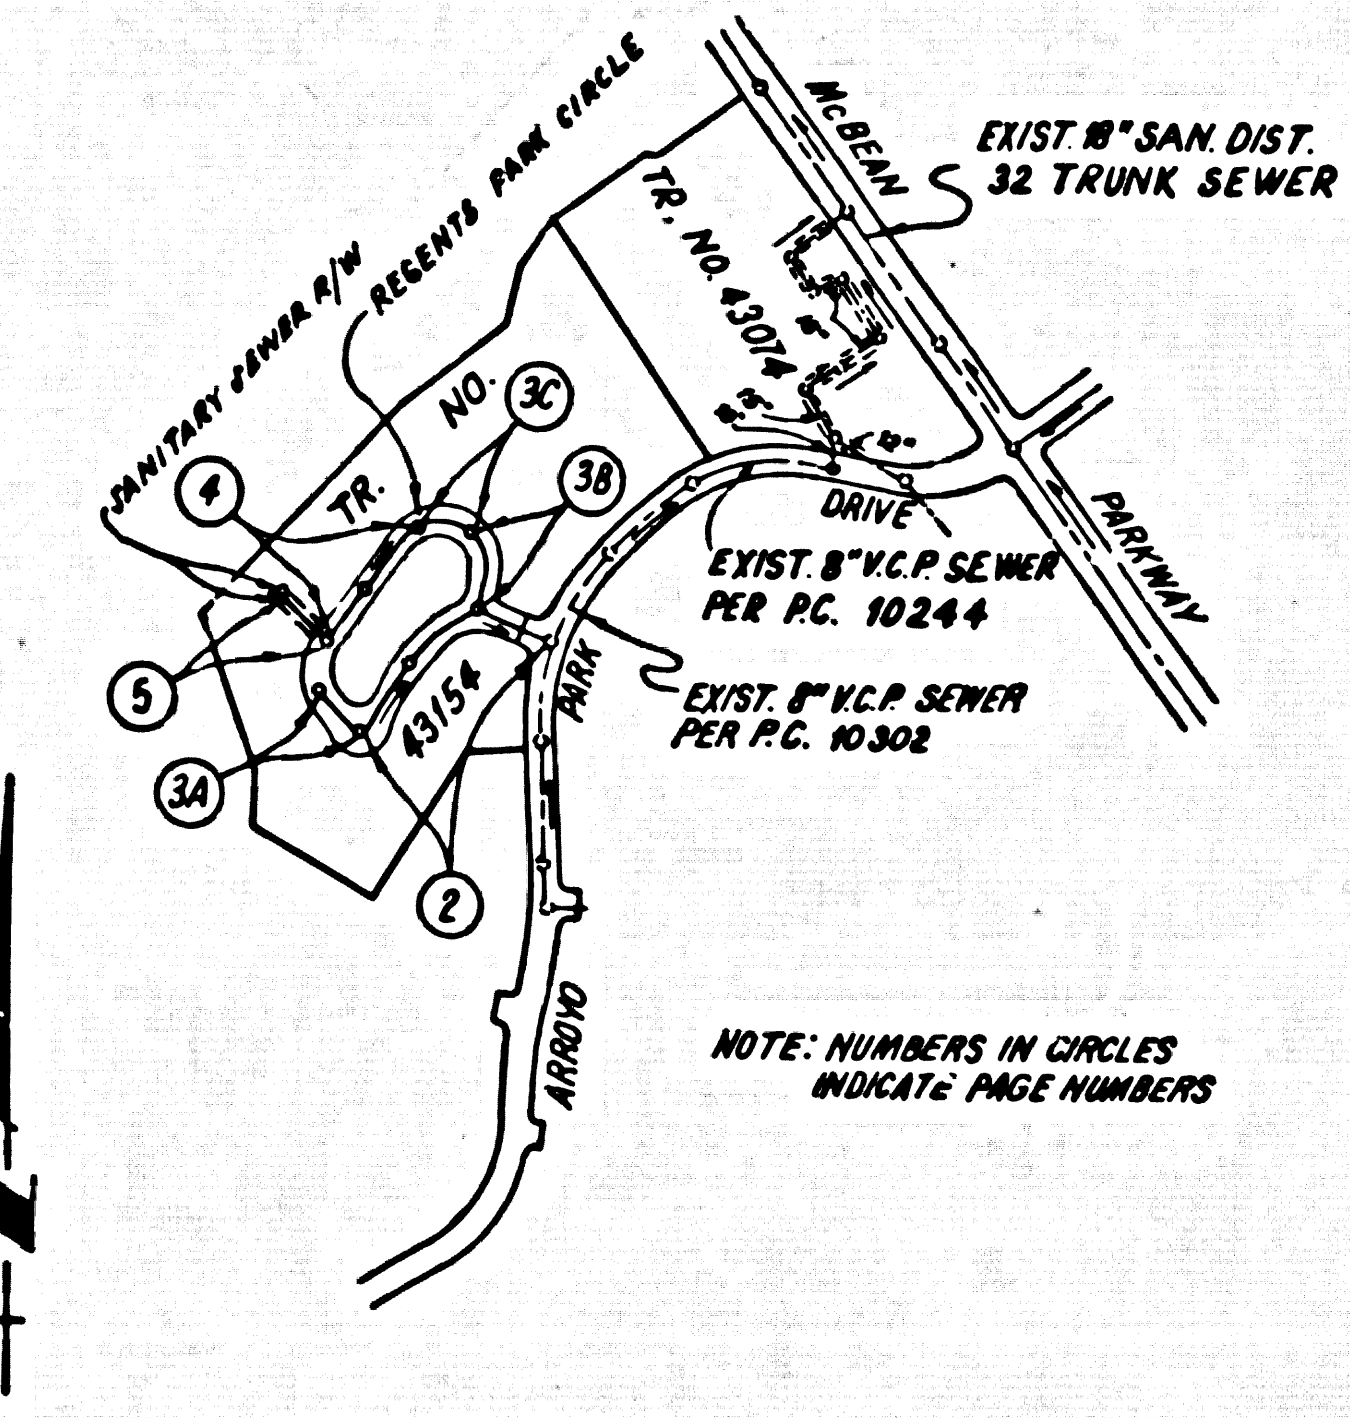 McBEAN
EXIST. 18" SAN. DIST.
32 TRUNK SEWER
REGENTS PARK CIRCLE
SANITARY SEWER R/W
TR. NO. 43074
3C
NO.
3B
4
TR.
DRIVE
PARKWAY
EXIST. 8" V.C.P. SEWER
PER P.C. 10244
5
PARK
43154
EXIST. 8" V.C.P. SEWER
PER P.C. 10302
3A
2
ARROYO
NOTE: NUMBERS IN CIRCLES
INDICATE PAGE NUMBERS